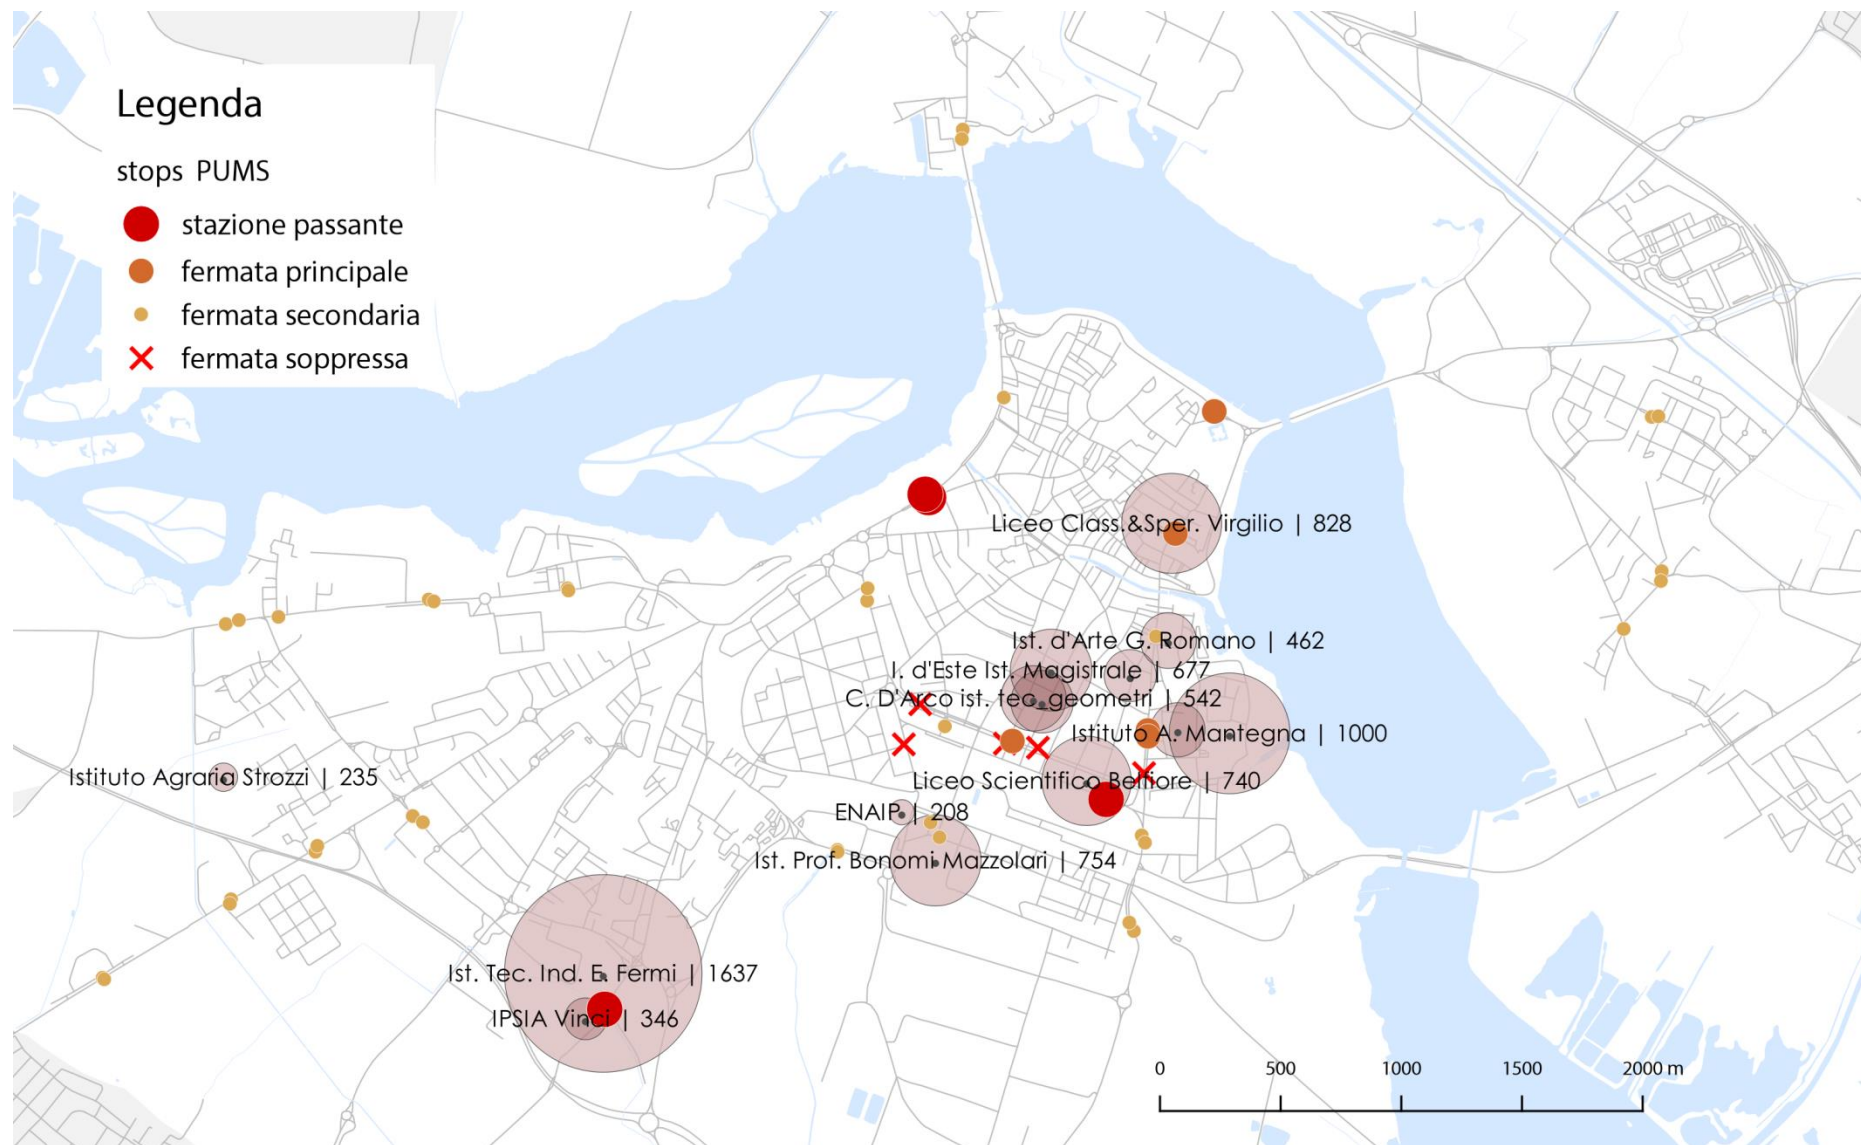 Legenda
stops PUMS
stazione passante
fermata principale
fermata secondaria
fermata soppressa
Liceo Class.&Sper. Virgilio | 828
Ist. d'Arte G. Romano | 462
I. d'Este Ist. Magistrale | 677
C. D'Arco ist. tec. geometri | 542
Istituto A. Mantegna | 1000
Istituto Agraria Strozzi | 235
Liceo Scientifico Belfiore | 740
ENAIP | 208
Ist. Prof. Bonomi Mazzolari | 754
Ist. Tec. Ind. E. Fermi | 1637
IPSIA Vinci | 346
0 500 1000 1500 2000 m